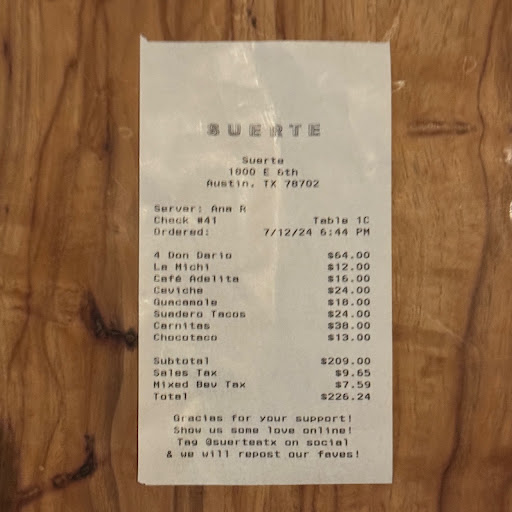 SUERTE
Suerte
1800 E 6th
Austin, TX 78702
Server: Ana R
Check #41 Table 1C
Ordered: 7/12/24 6:44 PM
4 Don Dario $64.00
La Michi $12.00
Café Adelita $16.00
Ceviche $24.00
Guacamole $18.00
Suadero Tacos $24.00
Carnitas $38.00
Chocotaco $13.00
Subtotal $209.00
Sales Tax $9.65
Mixed Bev Tax $7.59
Total $226.24
Gracias for your support!
Show us some love online!
Tag @suerteatx on social
& we will repost our faves!